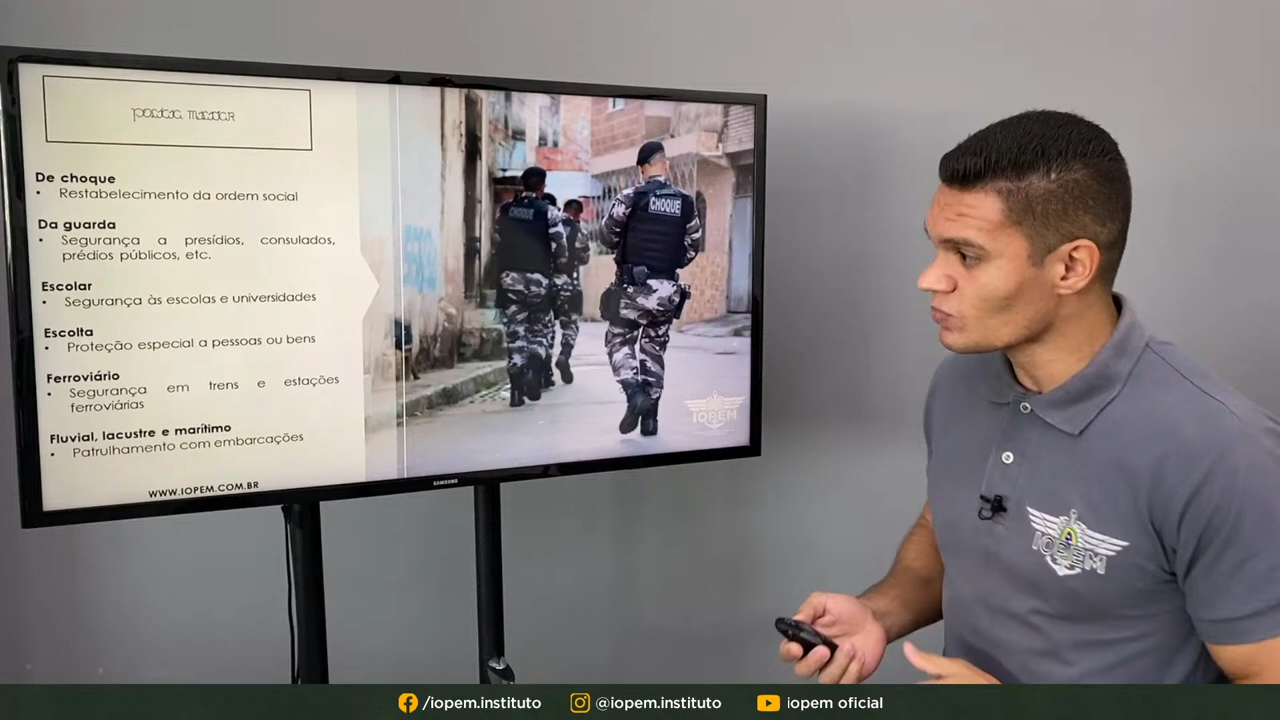 De choque
• Restabelecimento da ordem social
Da guarda
• Segurança a presídios, consulados,
prédios públicos, etc.
Escolar
• Segurança às escolas e universidades
Escolta
• Proteção especial a pessoas ou bens
Ferroviário
• Segurança em trens e estações
ferroviárias
Fluvial, lacustre e marítimo
• Patrulhamento com embarcações
WWW.IOPEM.COM.BR
CHOQUE
CHOQUE
IOPEM
SAMSUNG
IOPEM
/iopem.instituto @iopem.instituto iopem oficial